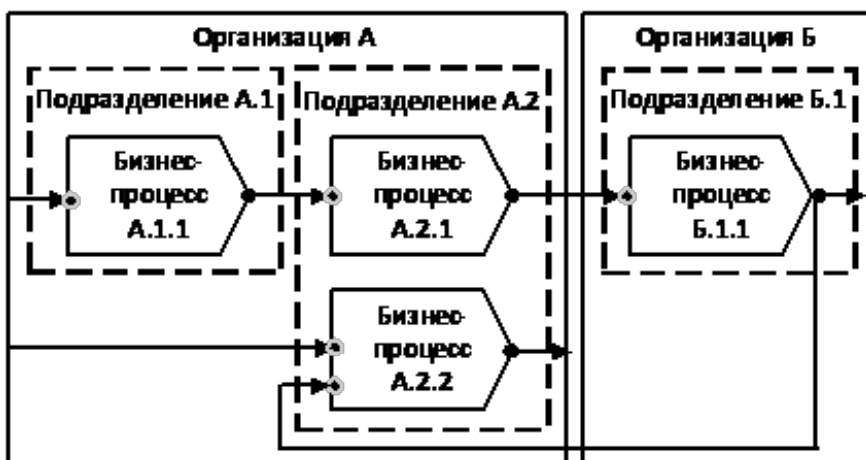 Организация А
Организация Б
Подразделение А.1
Подразделение А.2
Подразделение Б.1
Бизнес-
процесс
А.1.1
Бизнес-
процесс
А.2.1
Бизнес-
процесс
Б.1.1
Бизнес-
процесс
А.2.2